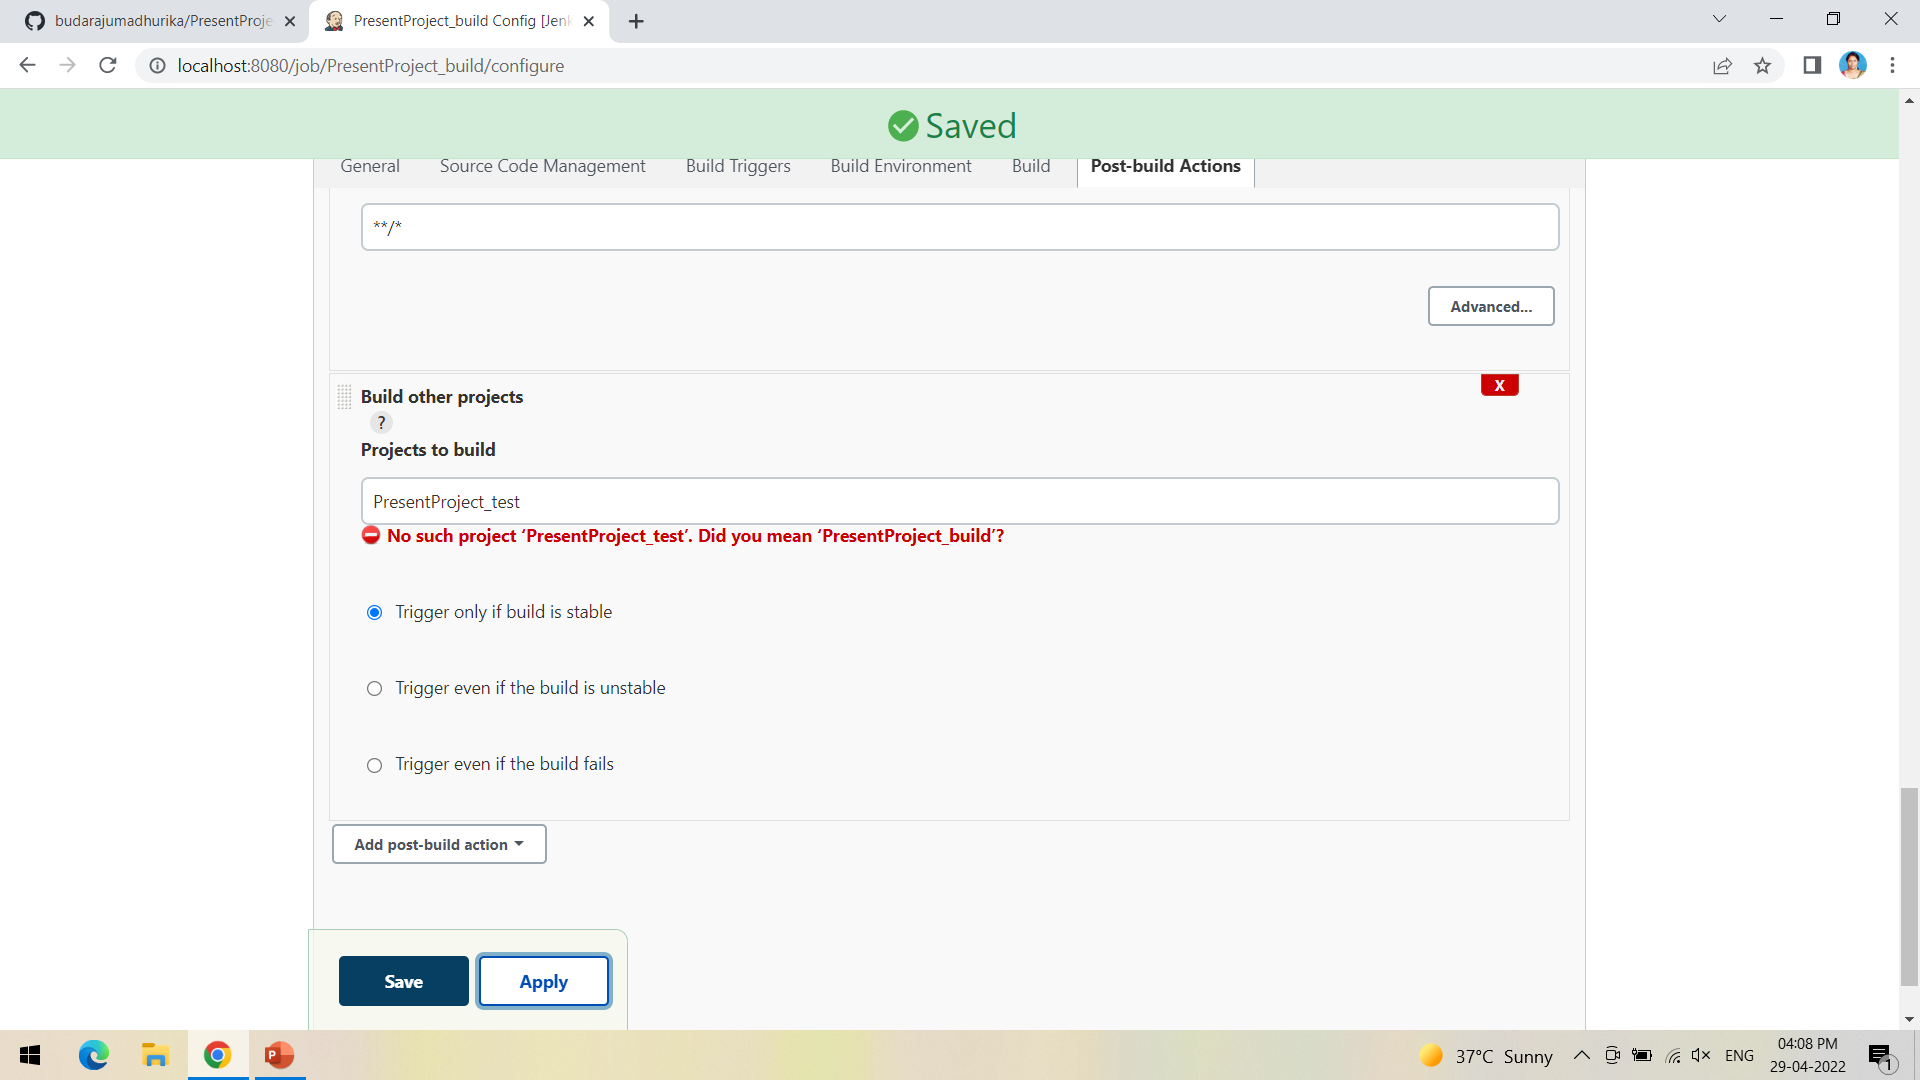 budarajumadhurika/PresentProje
PresentProject_build Config [Jenk
localhost:8080/job/PresentProject_build/configure
Saved
General Source Code Management Build Triggers Build Environment Build Post-build Actions
**/*
Advanced...
Build other projects
X
?
Projects to build
PresentProject_test
No such project ‘PresentProject_test’. Did you mean ‘PresentProject_build’?
Trigger only if build is stable
Trigger even if the build is unstable
Trigger even if the build fails
Add post-build action
Save Apply
37°C Sunny
ENG
04:08 PM
29-04-2022
1